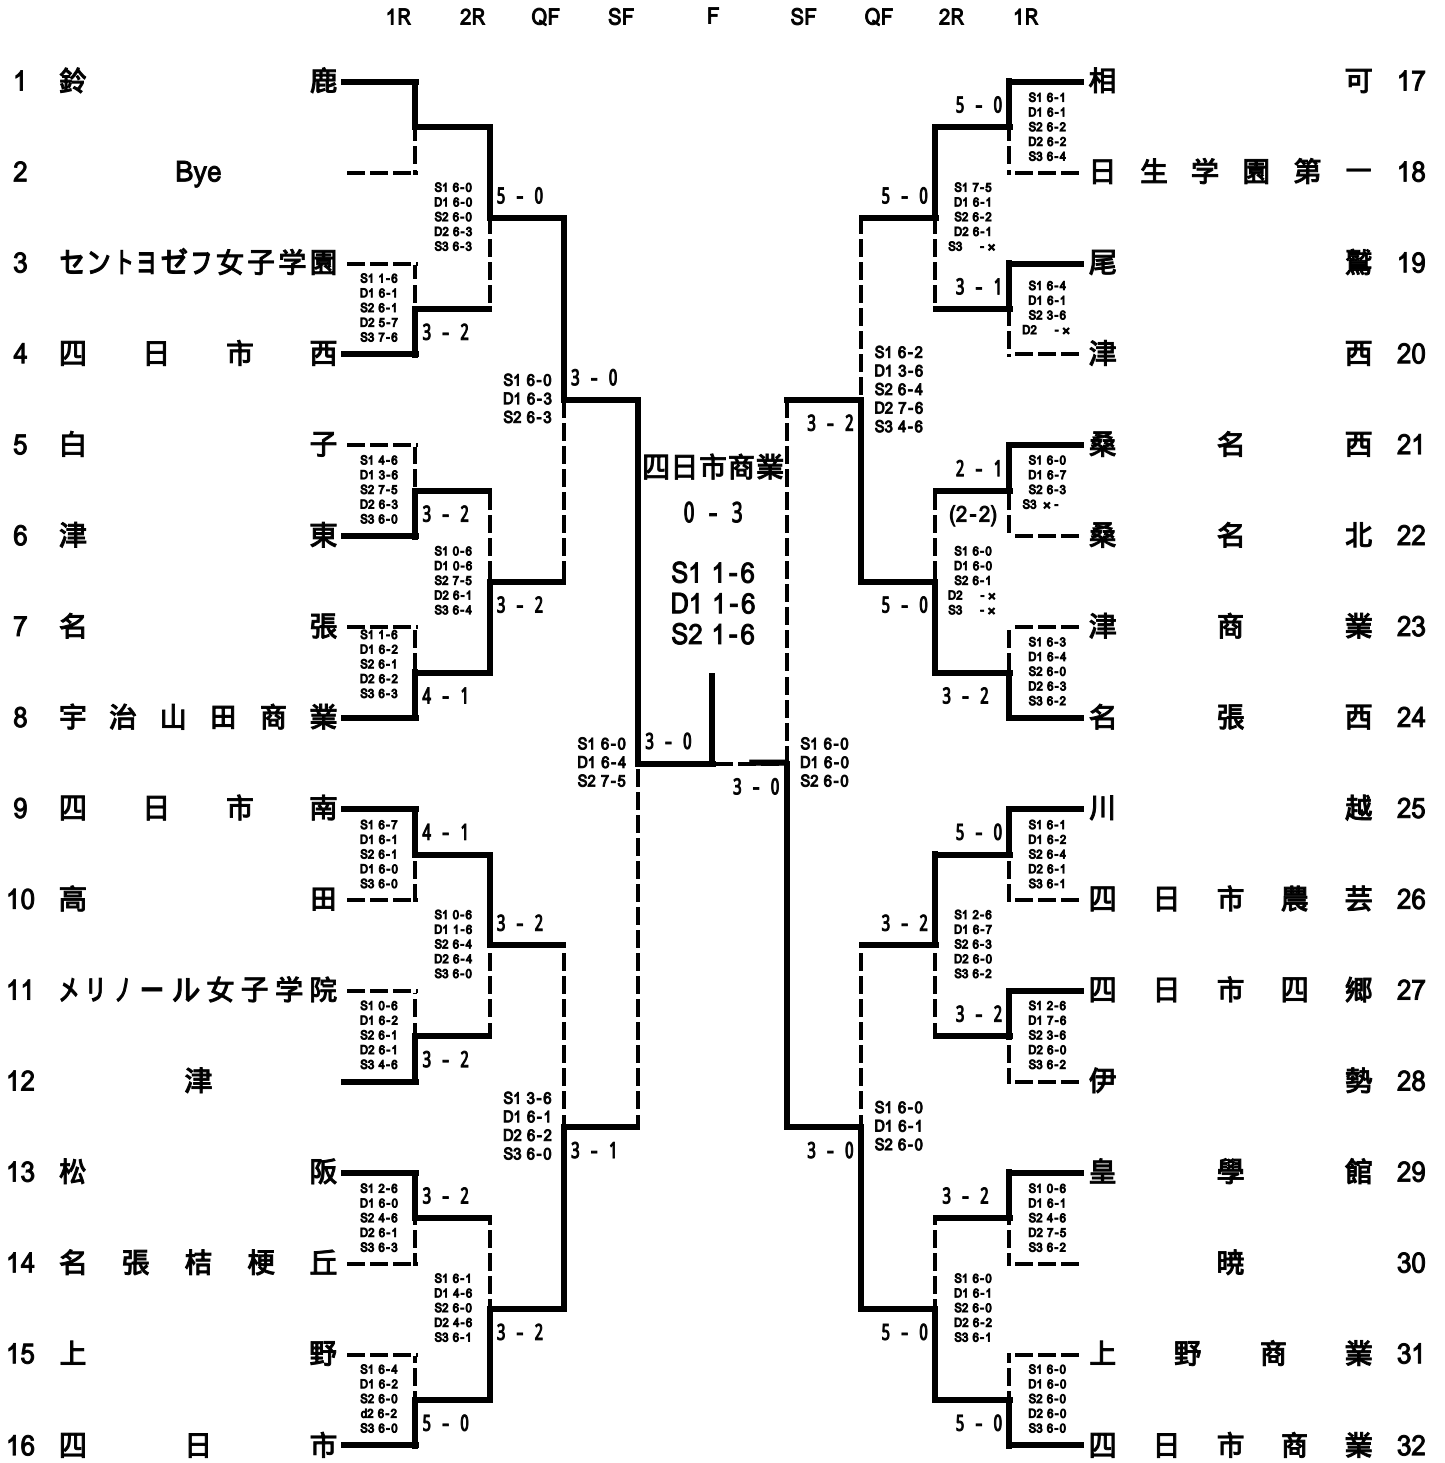 1R 2R QF SF F SF QF 2R 1R
1 鈴鹿
2 Bye
S1 6-0
D1 6-0
S2 6-0
D2 6-3
S3 6-3
5 - 0
3 セントヨゼフ女子学園
S1 1-6
D1 6-1
S2 6-1
D2 5-7
S3 7-6
3 - 2
4 四日市西
S1 6-0
D1 6-3
S2 6-3
3 - 0
5 白子
S1 4-6
D1 3-6
S2 7-5
D2 6-3
S3 6-0
3 - 2
6 津東
S1 0-6
D1 0-6
S2 7-5
D2 6-1
S3 6-4
3 - 2
7 名張
S1 1-6
D1 6-2
S2 6-1
D2 6-2
S3 6-3
4 - 1
8 宇治山田商業
S1 6-0
D1 6-4
S2 7-5
3 - 0
9 四日市南
S1 6-7
D1 6-1
S2 6-1
D1 6-0
S3 6-0
4 - 1
10 高田
S1 0-6
D1 1-6
S2 6-4
D2 6-4
S3 6-0
3 - 2
11 メリノール女子学院
S1 0-6
D1 6-2
S2 6-1
D2 6-1
S3 4-6
3 - 2
12 津
S1 3-6
D1 6-1
D2 6-2
S3 6-0
3 - 1
13 松阪
S1 2-6
D1 6-0
S2 4-6
D2 6-1
S3 6-3
3 - 2
14 名張桔梗丘
S1 6-1
D1 4-6
S2 6-0
D2 4-6
S3 6-1
3 - 2
15 上野
S1 6-4
D1 6-2
S2 6-0
d2 6-2
S3 6-0
5 - 0
16 四日市
四日市商業
0 - 3
S1 1-6
D1 1-6
S2 1-6
相可 17
5 - 0
S1 6-1
D1 6-1
S2 6-2
D2 6-2
S3 6-4
日生学園第一 18
5 - 0
S1 7-5
D1 6-1
S2 6-2
D2 6-1
S3 -×
尾鷲 19
3 - 1
S1 6-4
D1 6-1
S2 3-6
D2 -×
津西 20
3 - 2
S1 6-2
D1 3-6
S2 6-4
D2 7-6
S3 4-6
桑名西 21
2 - 1
(2-2)
S1 6-0
D1 6-7
S2 6-3
S3 ×-
桑名北 22
5 - 0
S1 6-0
D1 6-0
S2 6-1
D2 -×
S3 -×
津商業 23
3 - 2
S1 6-3
D1 6-4
S2 6-0
D2 6-3
S3 6-2
名張西 24
3 - 0
S1 6-0
D1 6-0
S2 6-0
川越 25
5 - 0
S1 6-1
D1 6-2
S2 6-4
D2 6-1
S3 6-1
四日市農芸 26
3 - 2
S1 2-6
D1 6-7
S2 6-3
D2 6-0
S3 6-2
四日市四郷 27
3 - 2
S1 2-6
D1 7-6
S2 3-6
D2 6-0
S3 6-2
伊勢 28
3 - 0
S1 6-0
D1 6-1
S2 6-0
皇學館 29
3 - 2
S1 0-6
D1 6-1
S2 4-6
D2 7-5
S3 6-2
暁 30
5 - 0
S1 6-0
D1 6-1
S2 6-0
D2 6-2
S3 6-1
上野商業 31
5 - 0
S1 6-0
D1 6-0
S2 6-0
D2 6-0
S3 6-0
四日市商業 32